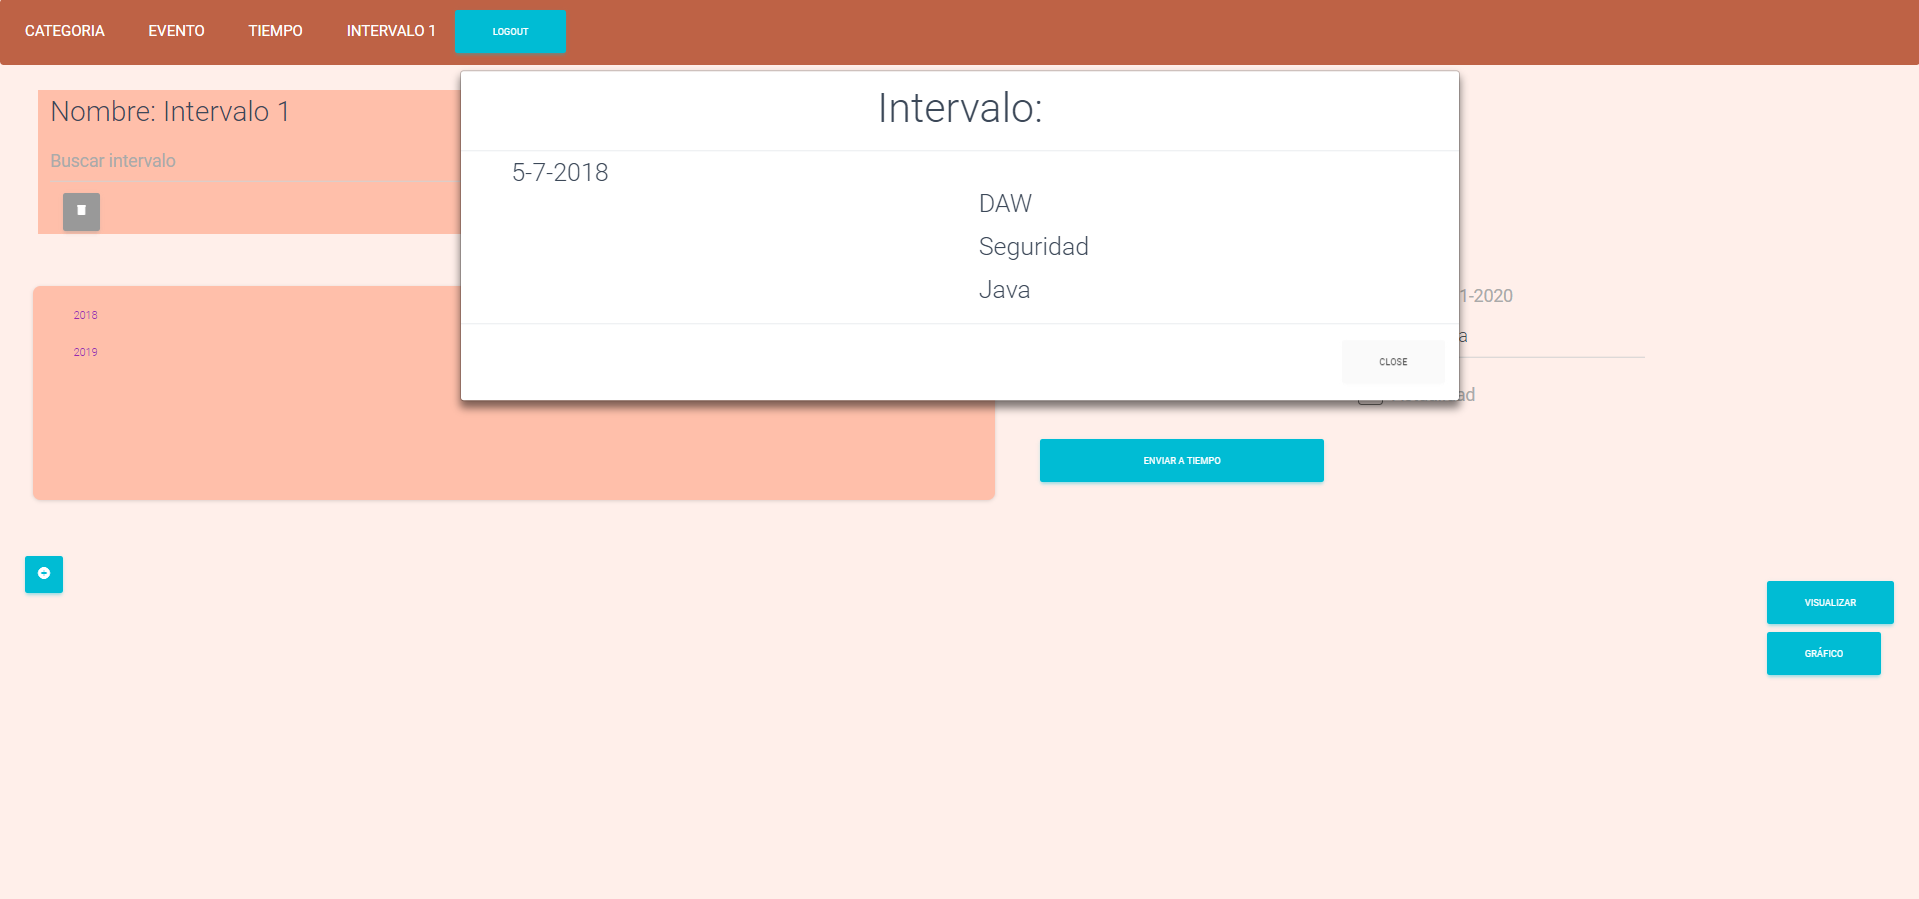 CATEGORIA EVENTO TIEMPO INTERVALO 1 LOGOUT
Nombre: Intervalo 1
Buscar intervalo
Intervalo:
5-7-2018
DAW
Seguridad
Java
CLOSE
2018
2019
1-2020
a
ad
ENVIAR A TIEMPO
VISUALIZAR
GRÁFICO